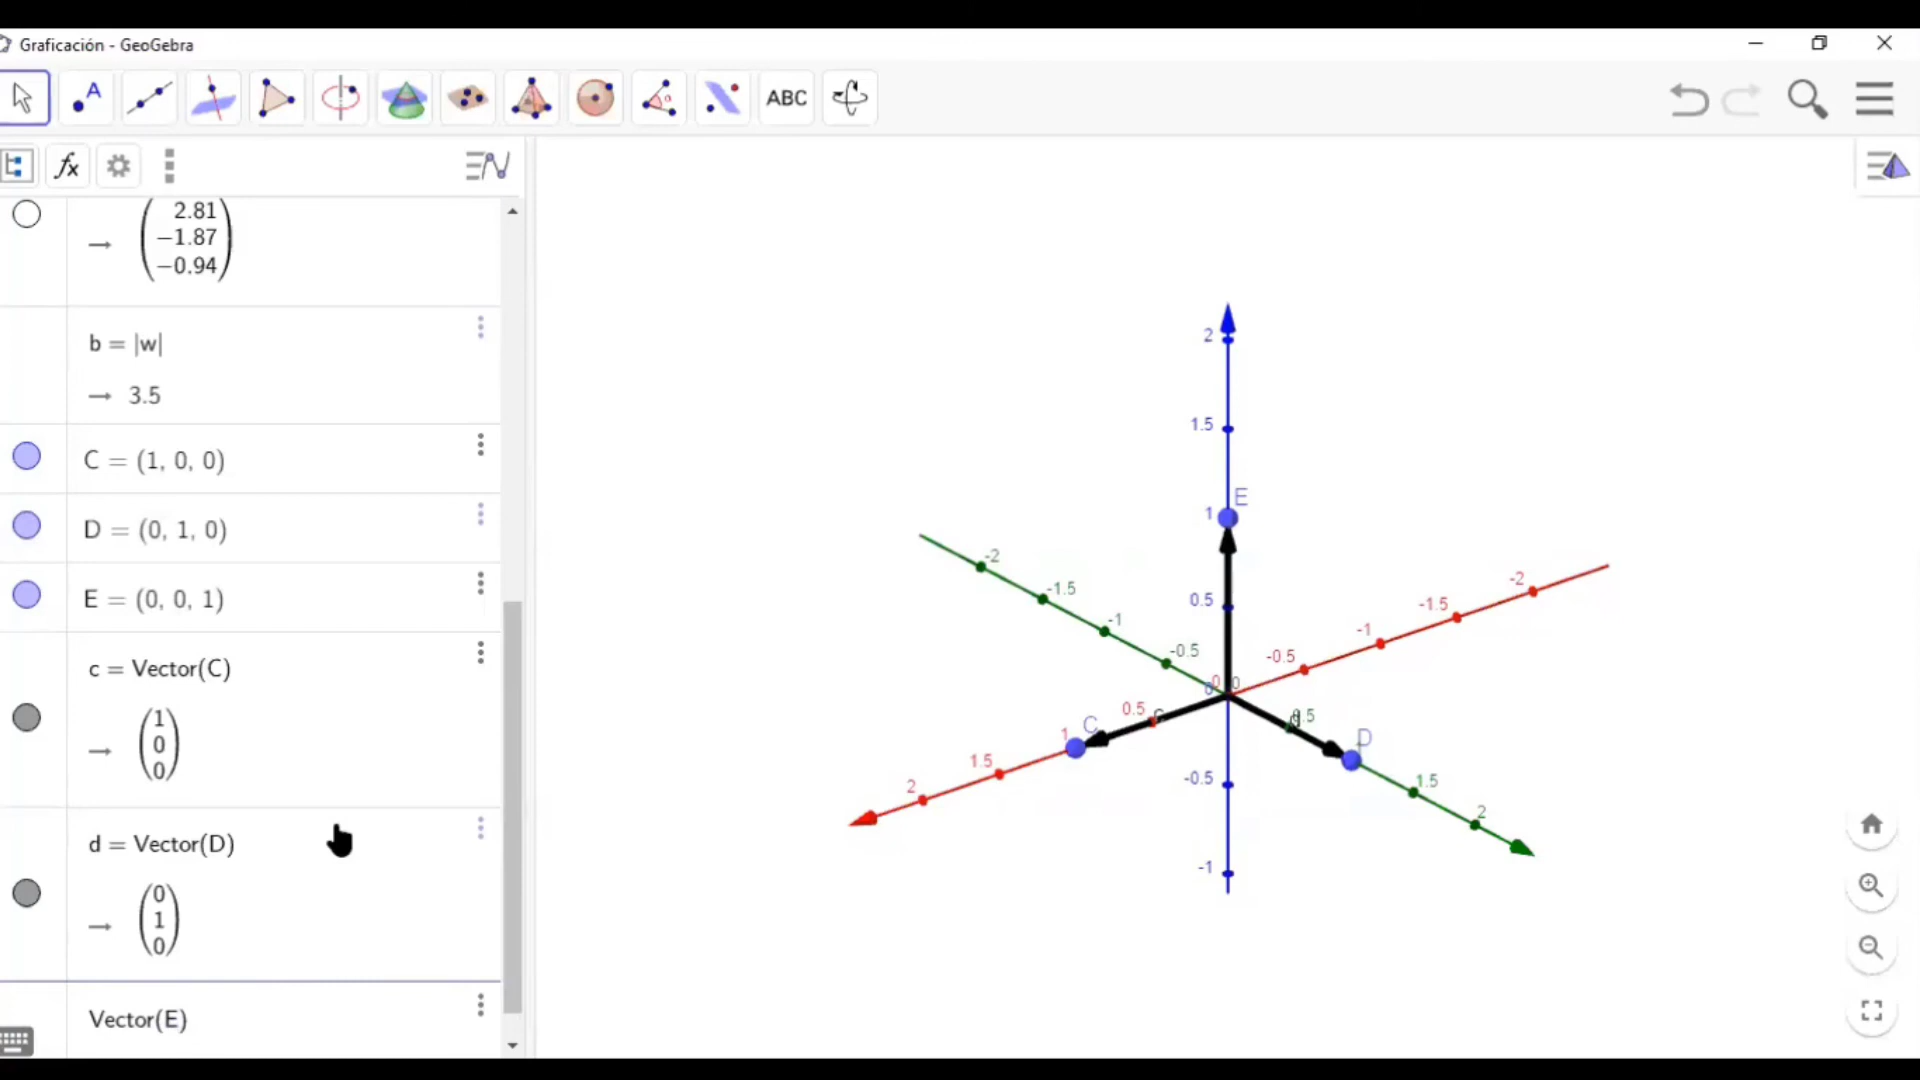 Graficación - GeoGebra
A
ABC
α
fx
→ (2.81
−1.87
−0.94)
b = |w|
→ 3.5
C = (1, 0, 0)
D = (0, 1, 0)
E = (0, 0, 1)
c = Vector(C)
→ (1
0
0)
d = Vector(D)
→ (0
1
0)
Vector(E)
2
1.5
E
1
0.5
-2
-1.5
-1
-0.5
0 0 0
-2
-1.5
-1
-0.5
0.5
c
C
1
1.5
2
d
0.5
D
1.5
2
-0.5
-1